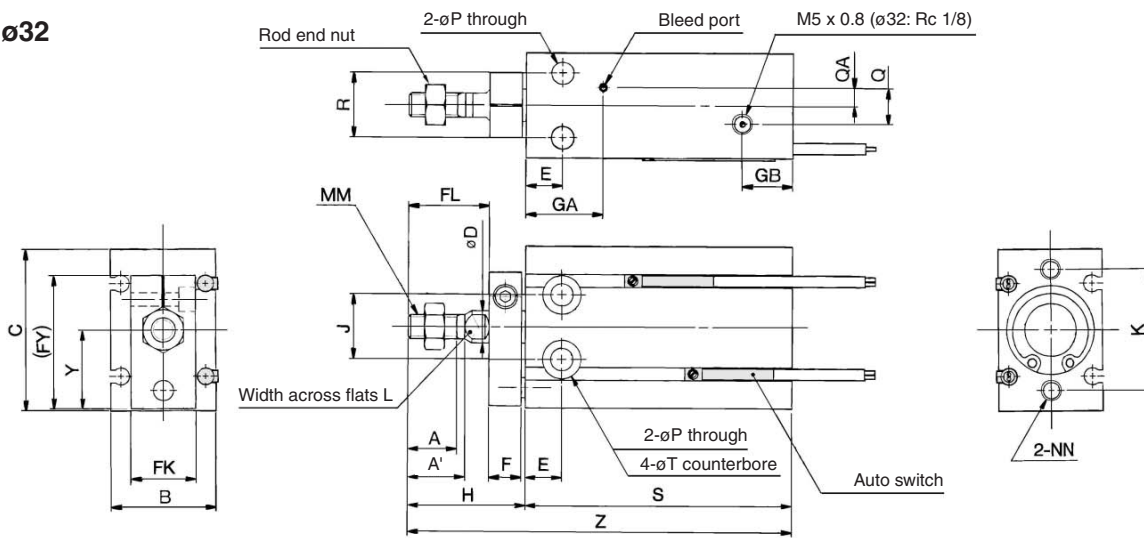 ø32
2-øP through
Bleed port
M5 x 0.8 (ø32: Rc 1/8)
Rod end nut
QA
Q
R
E
GB
GA
MM
FL
øD
C
(FY)
Y
J
K
Width across flats L
A
A'
F
E
2-øP through
4-øT counterbore
2-NN
FK
B
H
S
Auto switch
Z